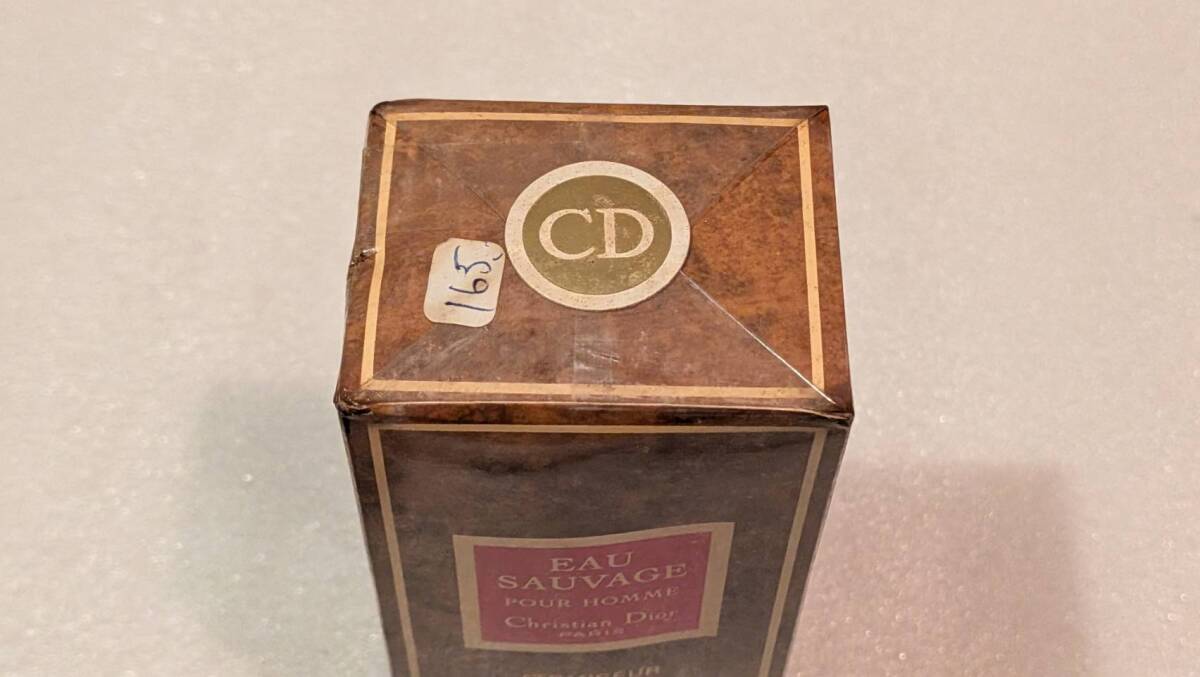 CD
165
EAU
SAUVAGE
POUR HOMME
Christian Dior
PARIS